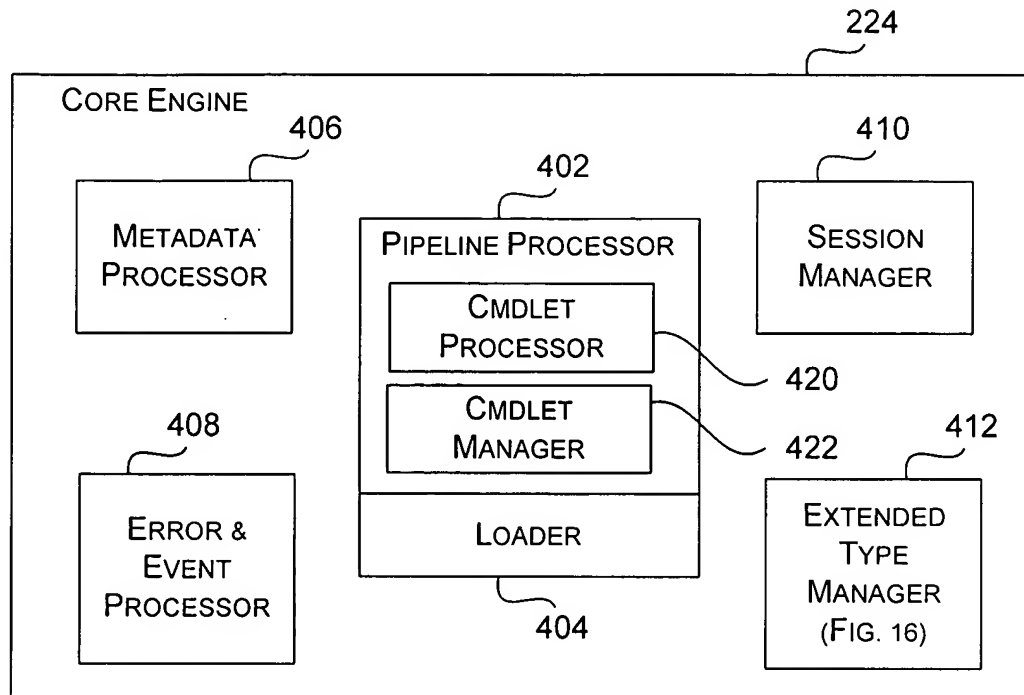 224
CORE ENGINE
406
METADATA
PROCESSOR
402
PIPELINE PROCESSOR
CMDLET
PROCESSOR
420
CMDLET
MANAGER
422
LOADER
404
410
SESSION
MANAGER
408
ERROR &
EVENT
PROCESSOR
412
EXTENDED
TYPE
MANAGER
(FIG. 16)